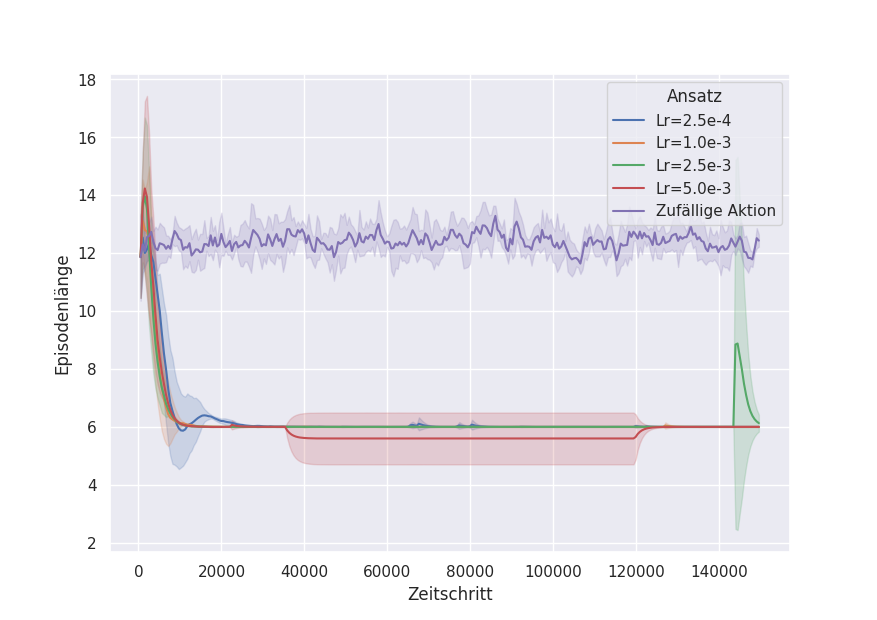 18
16
14
12
10
8
6
4
2
Episodenlänge
Ansatz
Lr=2.5e-4
Lr=1.0e-3
Lr=2.5e-3
Lr=5.0e-3
Zufällige Aktion
0
20000
40000
60000
80000
100000
120000
140000
Zeitschritt